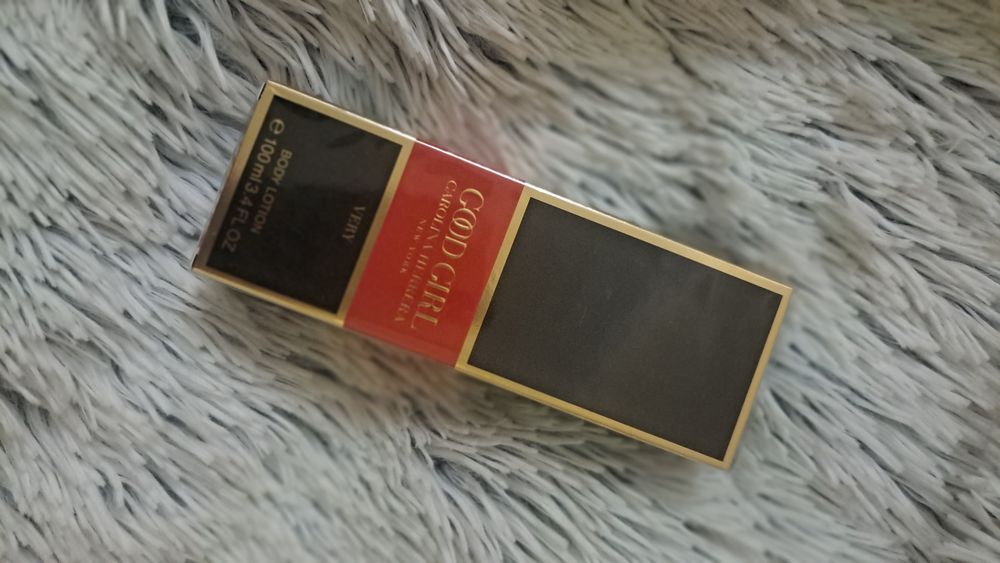 GOOD GIRL
CAROLINA HERRERA
NEW YORK
VERY
BODY LOTION
℮ 100ml/3.4 FL.OZ